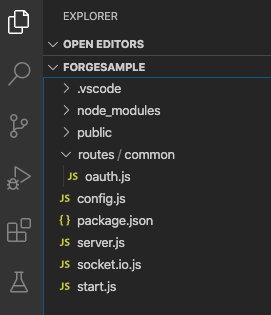 EXPLORER
OPEN EDITORS
FORGESAMPLE
.vscode
node_modules
public
routes / common
JS oauth.js
JS config.js
{ } package.json
JS server.js
JS socket.io.js
JS start.js